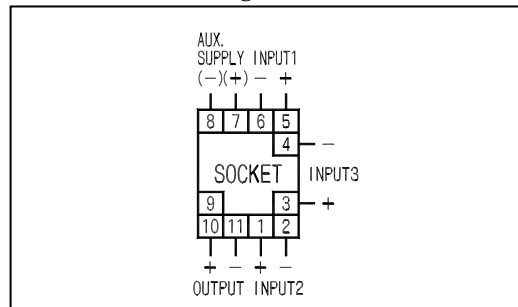 AUX.
SUPPLY INPUT1
(−)(+) − +
8 7 6 5
4 −
SOCKET INPUT3
9 3 +
10 11 1 2
+ − + −
OUTPUT INPUT2